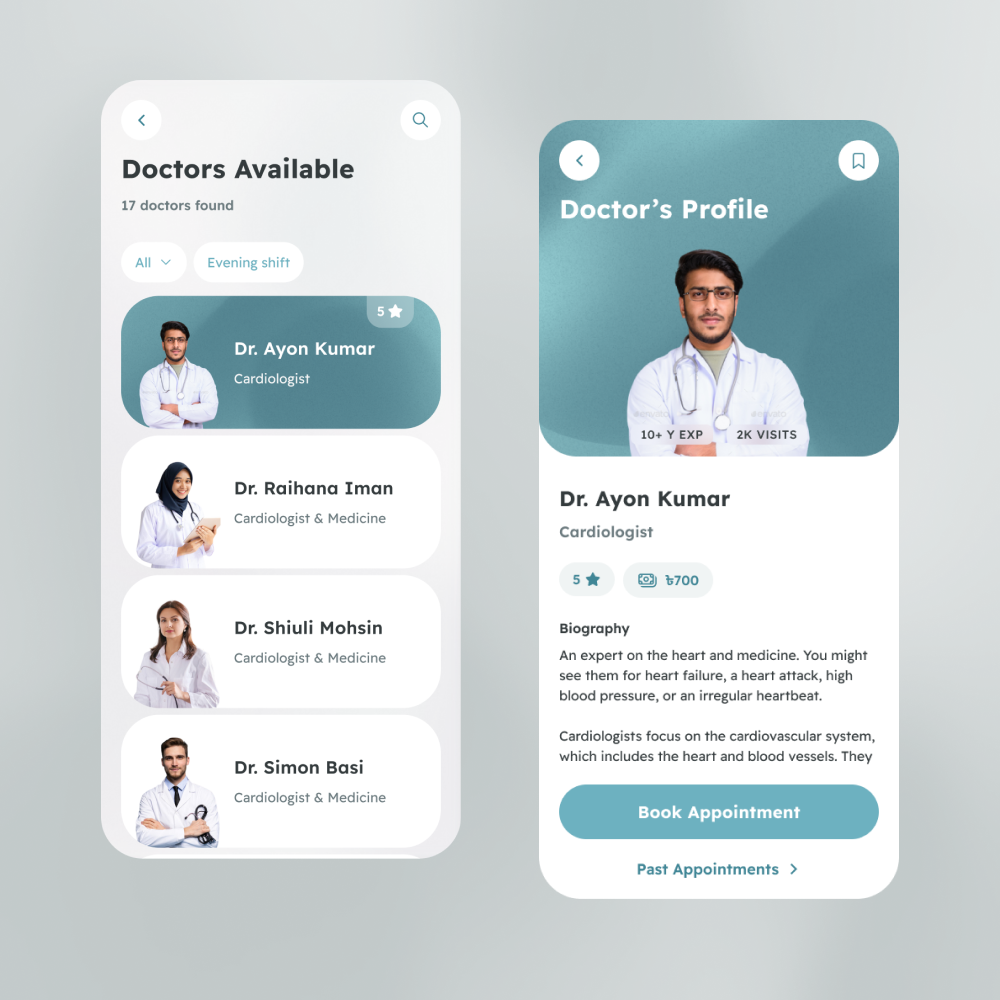 Doctors Available
17 doctors found
All
Evening shift
5
Dr. Ayon Kumar
Cardiologist
Dr. Raihana Iman
Cardiologist & Medicine
Dr. Shiuli Mohsin
Cardiologist & Medicine
Dr. Simon Basi
Cardiologist & Medicine
Doctor’s Profile
10+ Y EXP
2K VISITS
Dr. Ayon Kumar
Cardiologist
5
৳700
Biography
An expert on the heart and medicine. You might
see them for heart failure, a heart attack, high
blood pressure, or an irregular heartbeat.
Cardiologists focus on the cardiovascular system,
which includes the heart and blood vessels. They
Book Appointment
Past Appointments